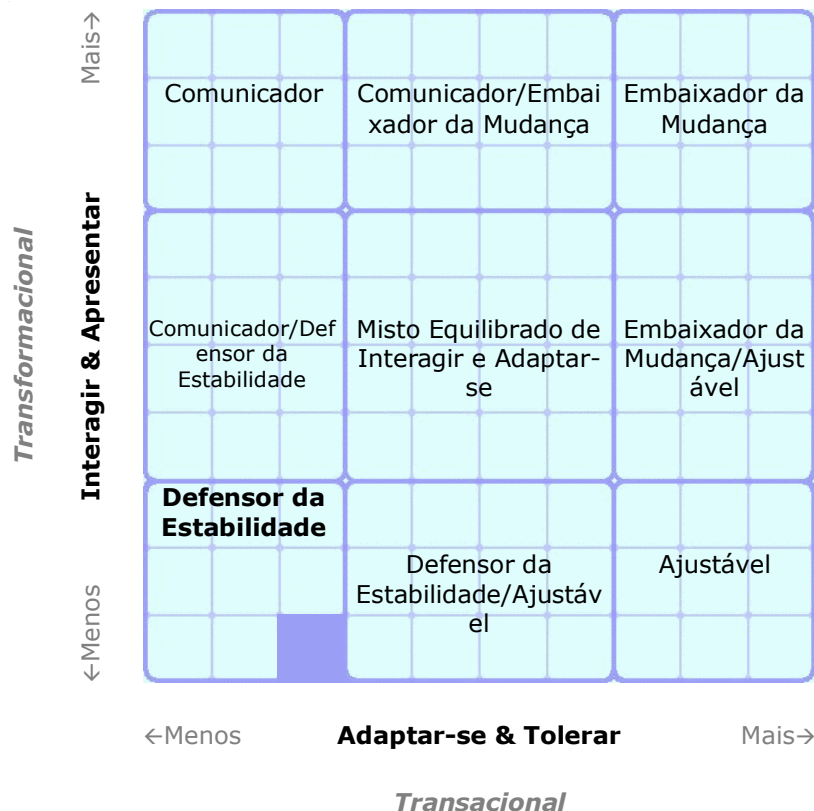 Mais→
Comunicador
Comunicador/Embai
xador da Mudança
Embaixador da
Mudança
Transformacional
Interagir & Apresentar
Comunicador/Def
ensor da
Estabilidade
Misto Equilibrado de
Interagir e Adaptar-
se
Embaixador da
Mudança/Ajust
ável
Defensor da
Estabilidade
Defensor da
Estabilidade/Ajustáv
el
Ajustável
←Menos
←Menos
Adaptar-se & Tolerar
Mais→
Transacional